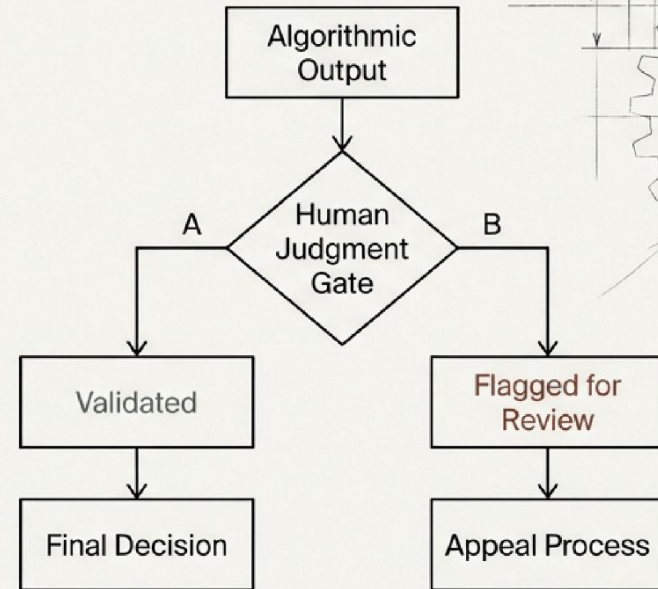 Algorithmic
Output
A
Human
Judgment
Gate
B
Validated
Flagged for
Review
Final Decision
Appeal Process